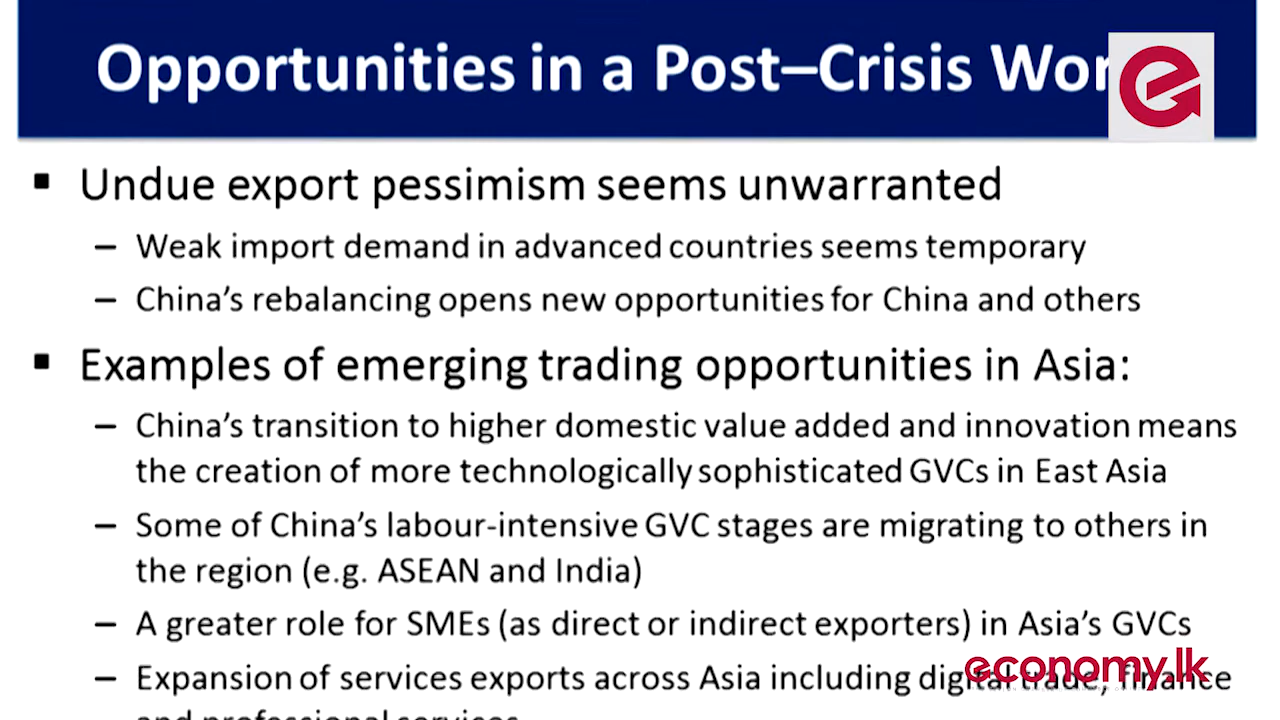 Opportunities in a Post–Crisis Wor
▪ Undue export pessimism seems unwarranted
– Weak import demand in advanced countries seems temporary
– China's rebalancing opens new opportunities for China and others
▪ Examples of emerging trading opportunities in Asia:
– China's transition to higher domestic value added and innovation means
the creation of more technologically sophisticated GVCs in East Asia
– Some of China's labour-intensive GVC stages are migrating to others in
the region (e.g. ASEAN and India)
– A greater role for SMEs (as direct or indirect exporters) in Asia's GVCs
– Expansion of services exports across Asia including digital trade, finance
economy.lk
and professional services